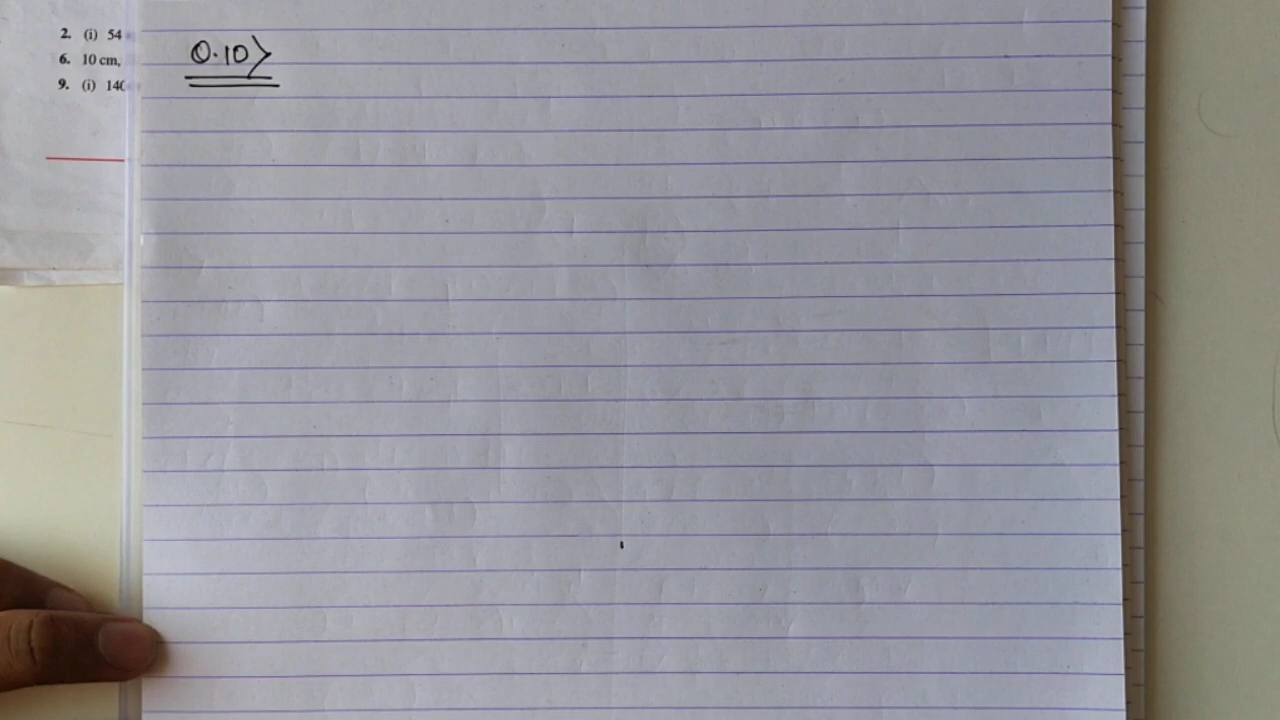 2. (i) 54
6. 10 cm,
9. (i) 140
Q.10>